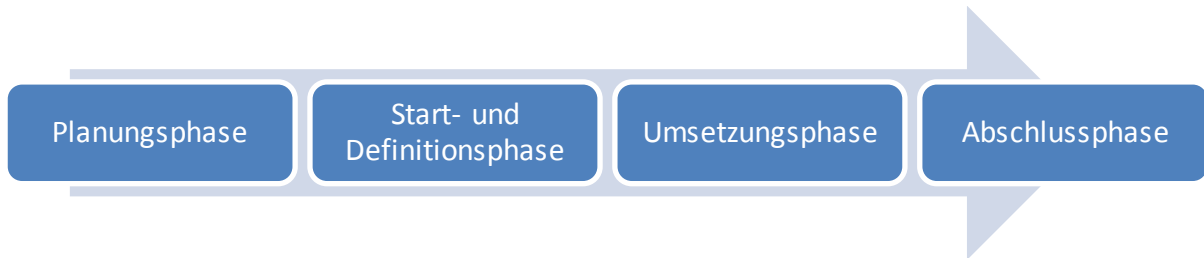 Planungsphase
Start- und
Definitionsphase
Umsetzungsphase
Abschlussphase